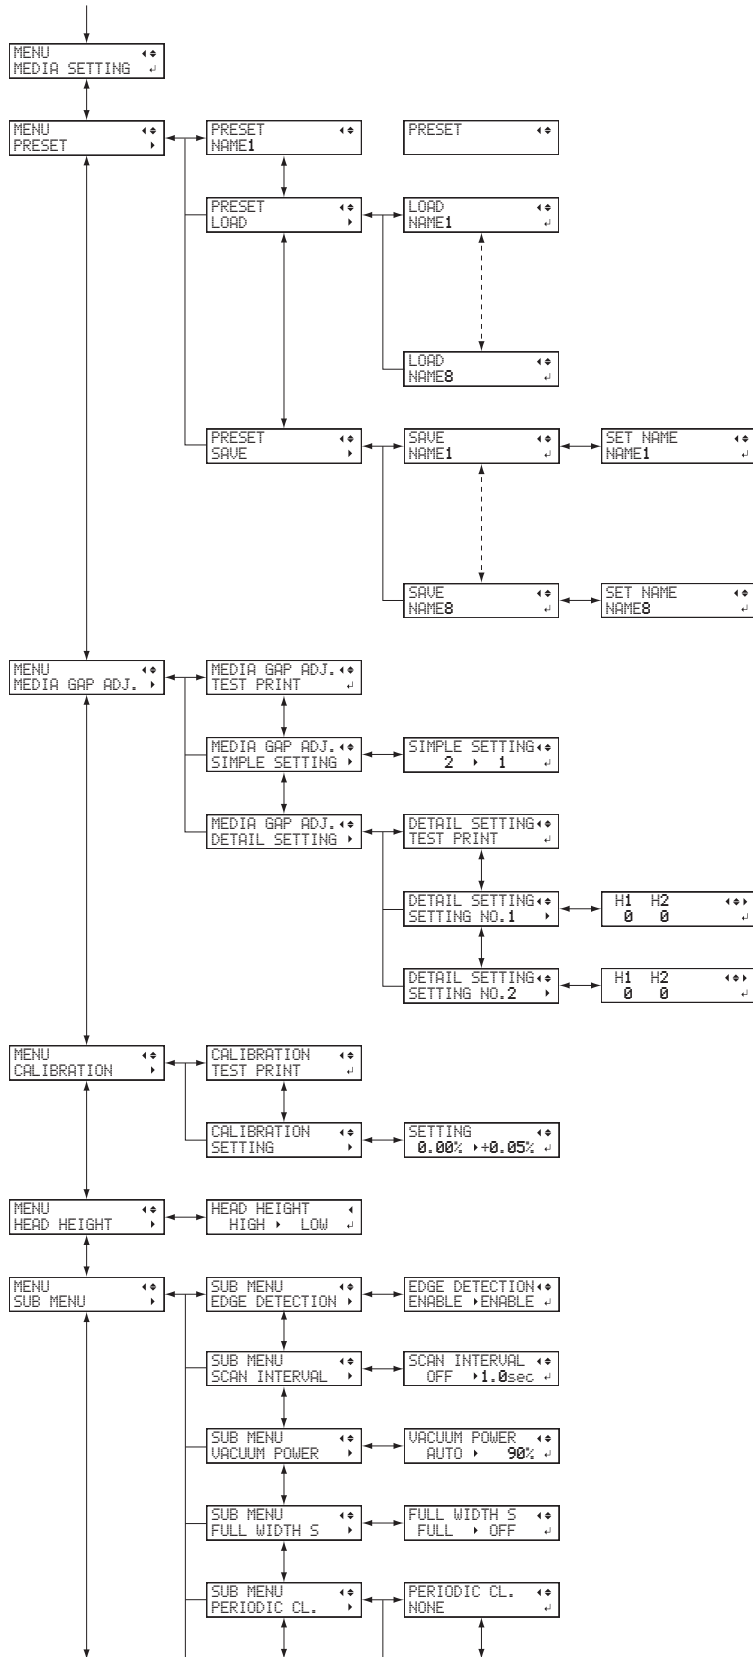 MENU
MEDIA SETTING
MENU
PRESET
PRESET
NAME1
PRESET
PRESET
LOAD
LOAD
NAME1
LOAD
NAME8
PRESET
SAVE
SAVE
NAME1
SET NAME
NAME1
SAVE
NAME8
SET NAME
NAME8
MENU
MEDIA GAP ADJ.
MEDIA GAP ADJ.
TEST PRINT
MEDIA GAP ADJ.
SIMPLE SETTING
SIMPLE SETTING
2 1
MEDIA GAP ADJ.
DETAIL SETTING
DETAIL SETTING
TEST PRINT
DETAIL SETTING
SETTING NO.1
H1 H2
0 0
DETAIL SETTING
SETTING NO.2
H1 H2
0 0
MENU
CALIBRATION
CALIBRATION
TEST PRINT
CALIBRATION
SETTING
SETTING
0.00% +0.05%
MENU
HEAD HEIGHT
HEAD HEIGHT
HIGH LOW
MENU
SUB MENU
SUB MENU
EDGE DETECTION
EDGE DETECTION
ENABLE ENABLE
SUB MENU
SCAN INTERVAL
SCAN INTERVAL
OFF 1.0sec
SUB MENU
VACUUM POWER
VACUUM POWER
AUTO 90%
SUB MENU
FULL WIDTH S
FULL WIDTH S
FULL OFF
SUB MENU
PERIODIC CL.
PERIODIC CL.
NONE